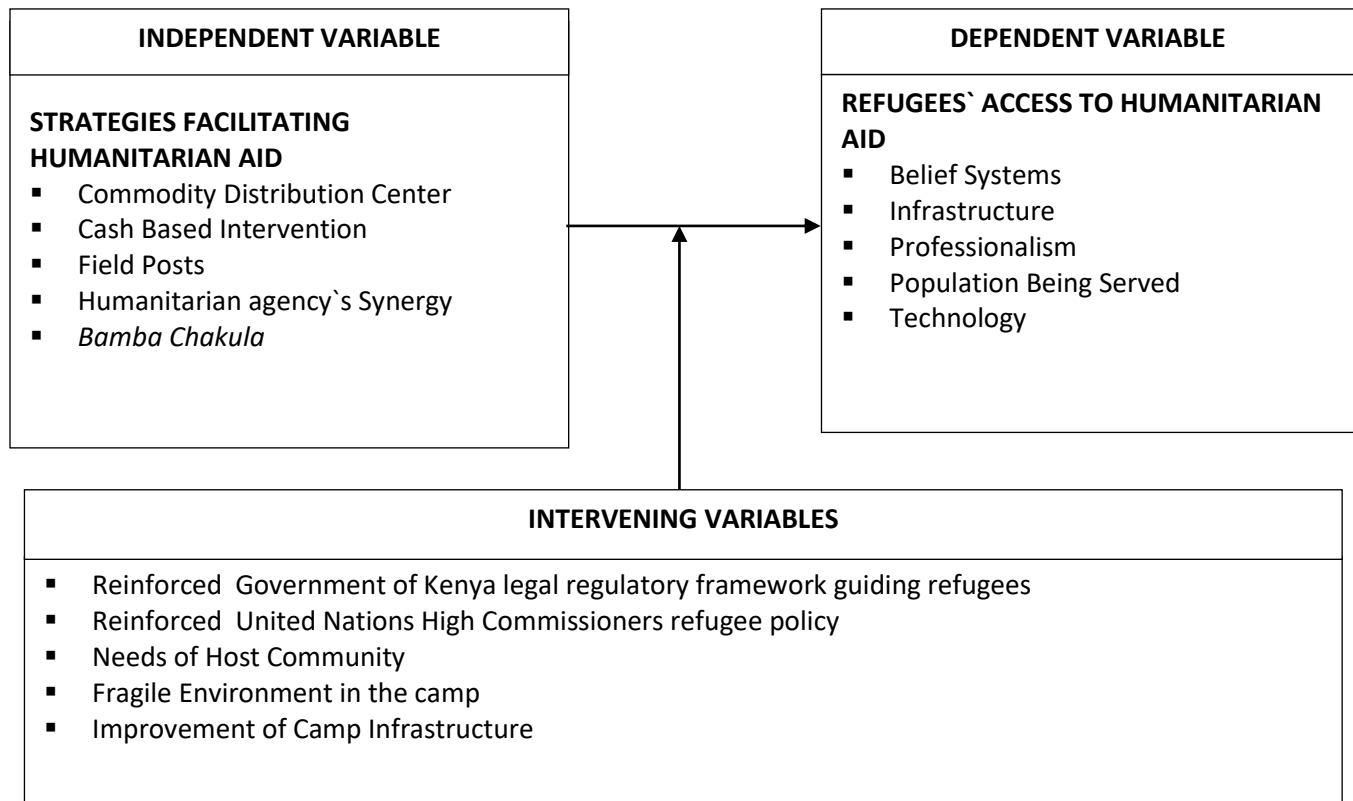 INDEPENDENT VARIABLE
STRATEGIES FACILITATING
HUMANITARIAN AID
▪ Commodity Distribution Center
▪ Cash Based Intervention
▪ Field Posts
▪ Humanitarian agency`s Synergy
▪ Bamba Chakula
DEPENDENT VARIABLE
REFUGEES` ACCESS TO HUMANITARIAN
AID
▪ Belief Systems
▪ Infrastructure
▪ Professionalism
▪ Population Being Served
▪ Technology
INTERVENING VARIABLES
▪ Reinforced  Government of Kenya legal regulatory framework guiding refugees
▪ Reinforced  United Nations High Commissioners refugee policy
▪ Needs of Host Community
▪ Fragile Environment in the camp
▪ Improvement of Camp Infrastructure